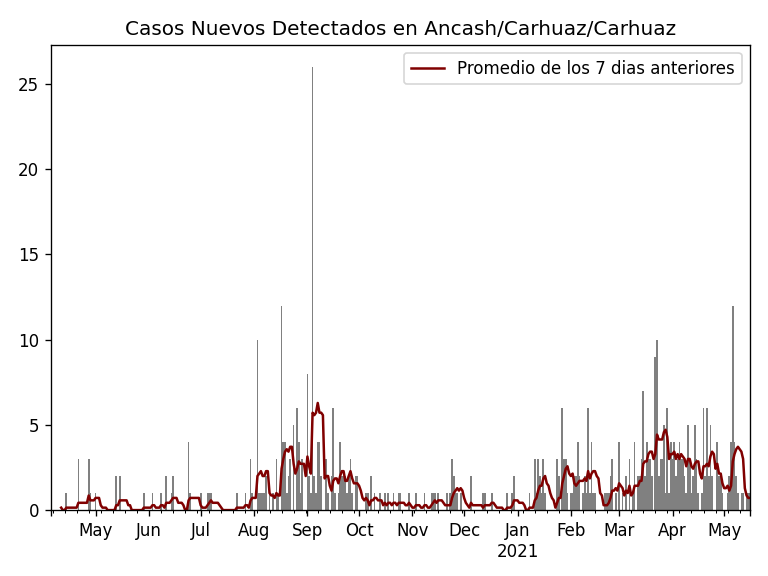 Casos Nuevos Detectados en Ancash/Carhuaz/Carhuaz
Promedio de los 7 dias anteriores
25
20
15
10
5
0
May Jun Jul Aug Sep Oct Nov Dec Jan Feb Mar Apr May
2021